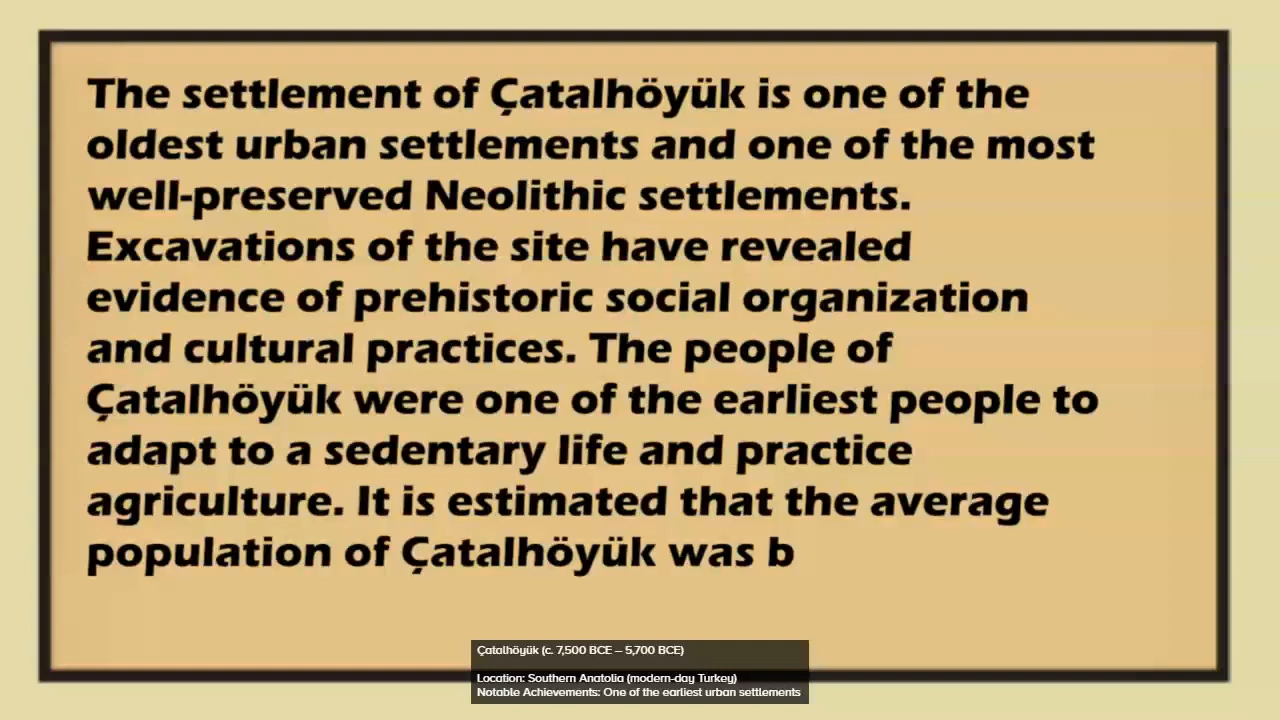 The settlement of Çatalhöyük is one of the
oldest urban settlements and one of the most
well-preserved Neolithic settlements.
Excavations of the site have revealed
evidence of prehistoric social organization
and cultural practices. The people of
Çatalhöyük were one of the earliest people to
adapt to a sedentary life and practice
agriculture. It is estimated that the average
population of Çatalhöyük was b
Çatalhöyük (c. 7,500 BCE – 5,700 BCE)
Location: Southern Anatolia (modern-day Turkey)
Notable Achievements: One of the earliest urban settlements